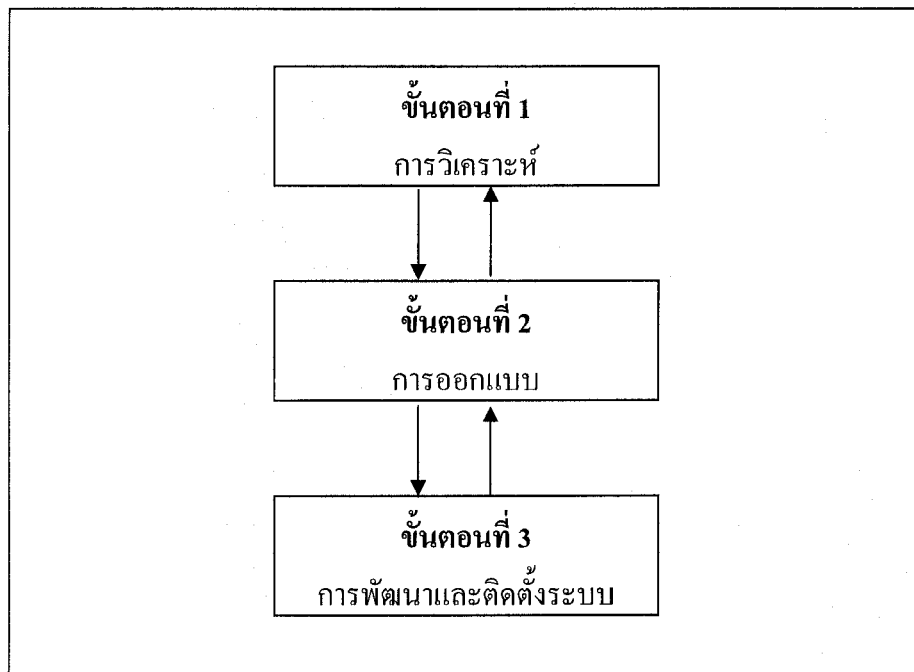 ขั้นตอนที่ 1
การวิเคราะห์
ขั้นตอนที่ 2
การออกแบบ
ขั้นตอนที่ 3
การพัฒนาและติดตั้งระบบ